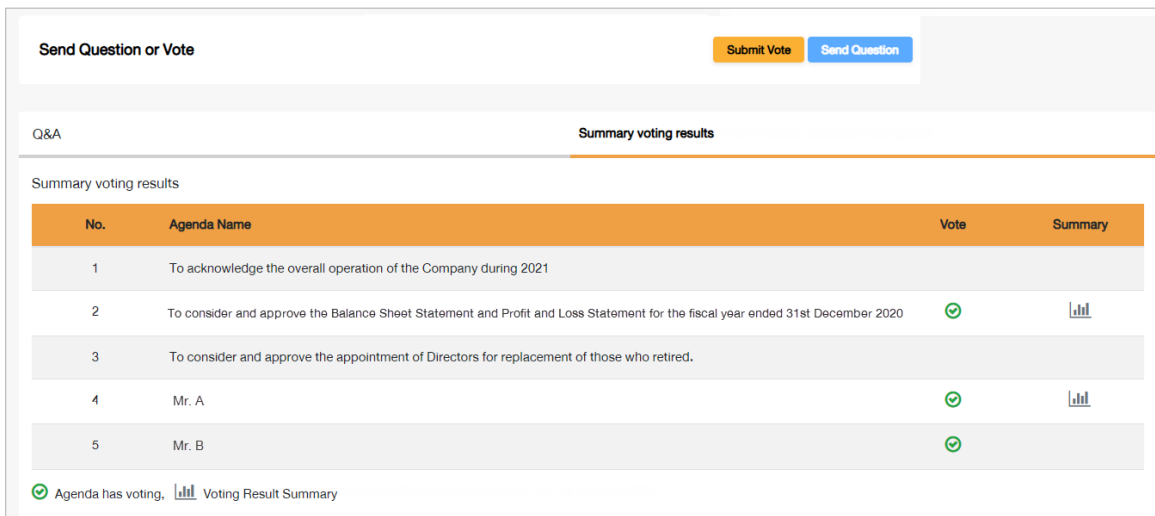 Send Question or Vote Submit Vote Send Question
Q&A Summary voting results
Summary voting results
No. Agenda Name Vote Summary
1 To acknowledge the overall operation of the Company during 2021
2 To consider and approve the Balance Sheet Statement and Profit and Loss Statement for the fiscal year ended 31st December 2020
3 To consider and approve the appointment of Directors for replacement of those who retired.
4 Mr. A
5 Mr. B
Agenda has voting, Voting Result Summary